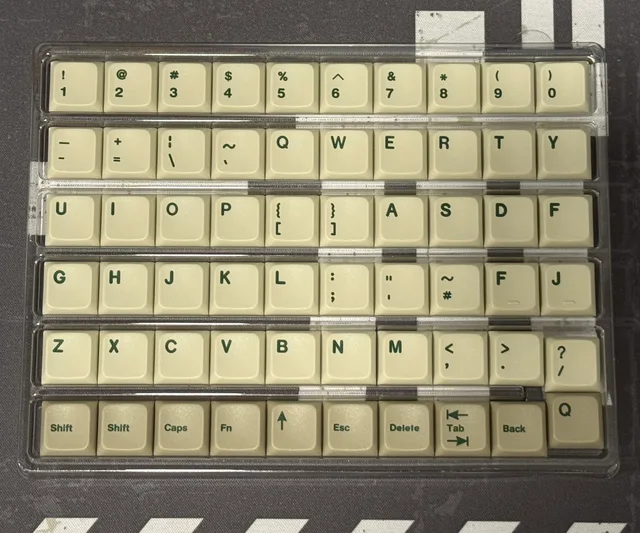 ! @ # $ % ^ & * ( )
1 2 3 4 5 6 7 8 9 0
— + ¦ ~ Q W E R T Y
- = \ `
U I O P { } A S D F
[ ]
G H J K L : " ~ F J
; ' #
Z X C V B N M < > ?
, . /
Shift Shift Caps Fn ↑ Esc Delete Tab Back Q